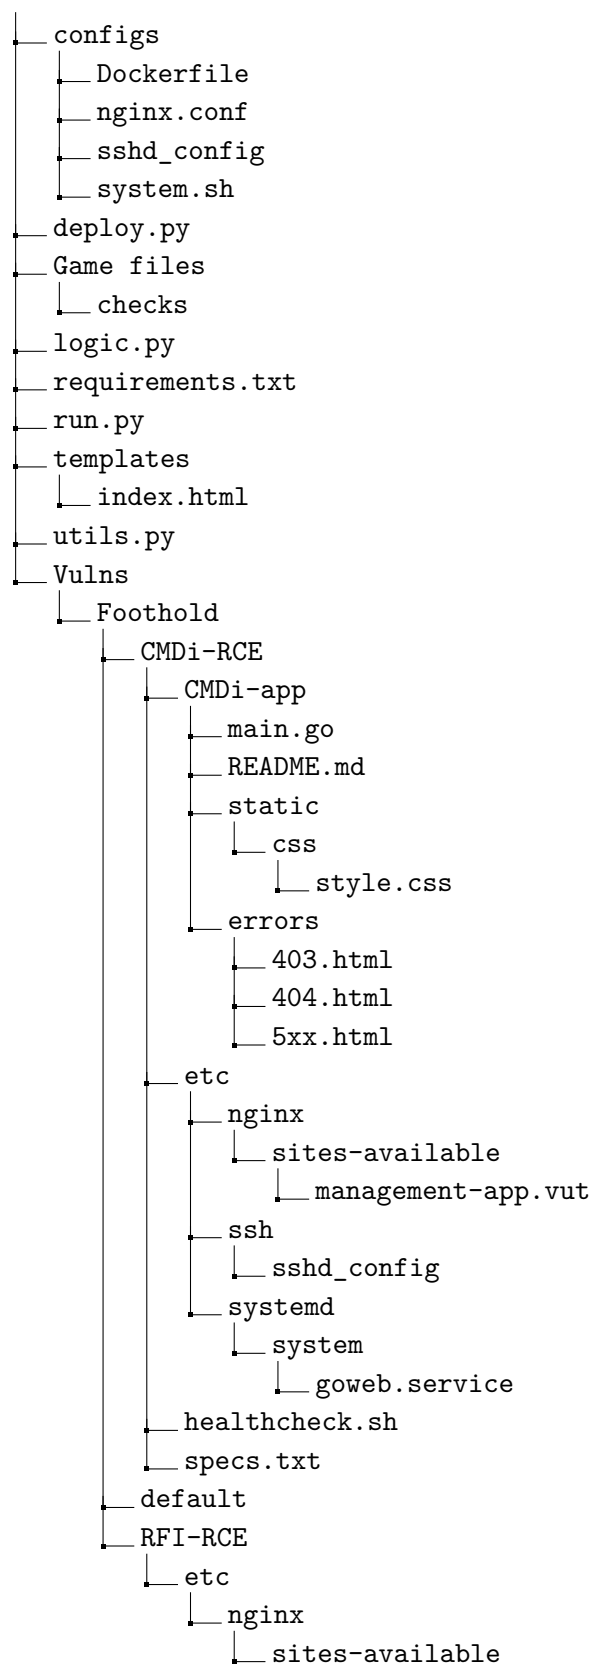 configs
Dockerfile
nginx.conf
sshd_config
system.sh
deploy.py
Game files
checks
logic.py
requirements.txt
run.py
templates
index.html
utils.py
Vulns
Foothold
CMDi-RCE
CMDi-app
main.go
README.md
static
css
style.css
errors
403.html
404.html
5xx.html
etc
nginx
sites-available
management-app.vut
ssh
sshd_config
systemd
system
goweb.service
healthcheck.sh
specs.txt
default
RFI-RCE
etc
nginx
sites-available